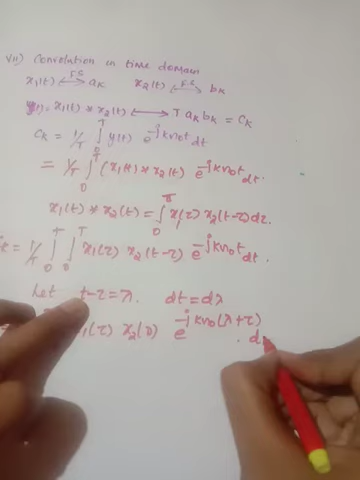 vii) Convolution in time domain
x₁(t) <-F.S-> aₖ x₂(t) <-F.S-> bₖ
y(t) = x₁(t) * x₂(t) <---> T aₖ bₖ = Cₖ
Cₖ = 1/T ∫₀ᵀ y(t) e^{-jkω₀t} dt
= 1/T ∫₀ᵀ (x₁(t) * x₂(t)) e^{-jkω₀t} dt.
x₁(t) * x₂(t) = ∫₀ᵀ x₁(τ) x₂(t-τ) dτ.
= 1/T ∫₀ᵀ ∫₀ᵀ x₁(τ) x₂(t-τ) e^{-jkω₀t} dt.
Let t-τ = λ. dt = dλ
x₁(τ) x₂(λ) e^{-jkω₀(λ+τ)} . d